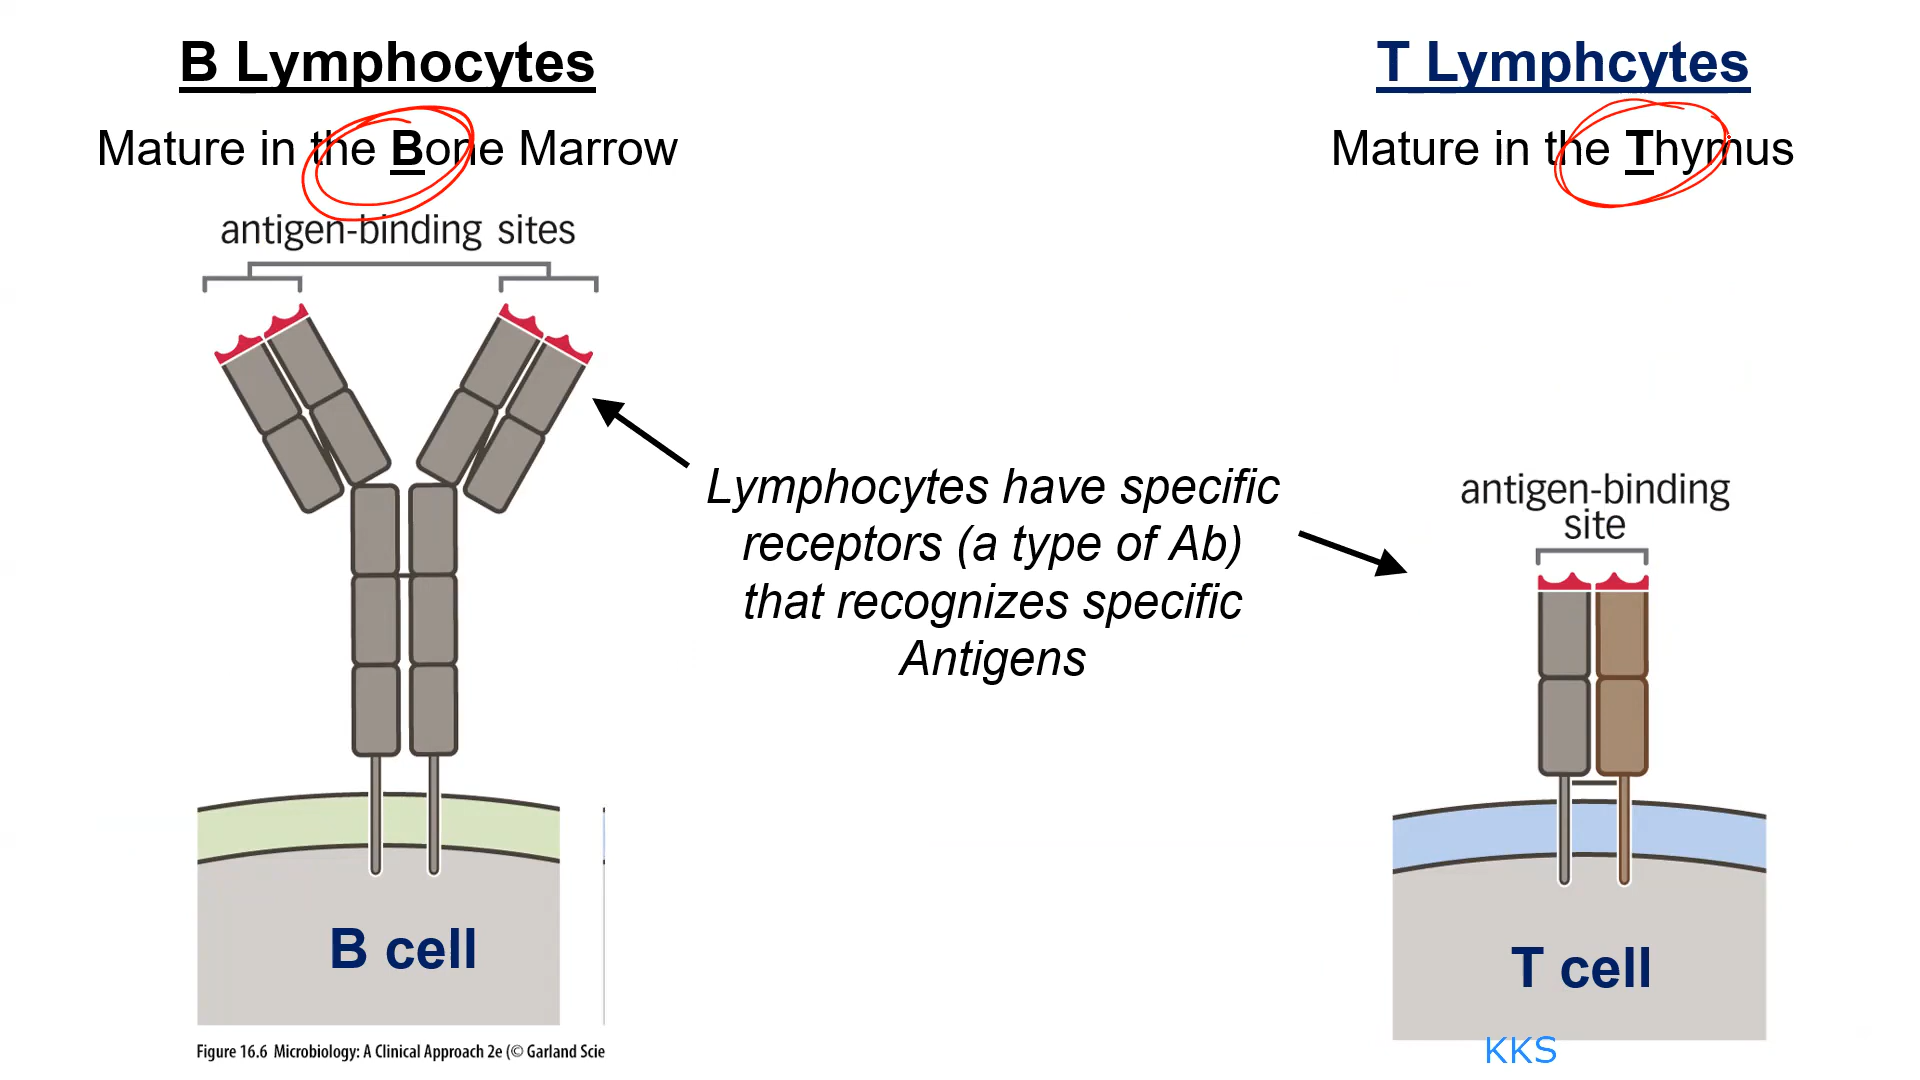 B Lymphocytes
Mature in the Bone Marrow
antigen-binding sites
T Lymphcytes
Mature in the Thymus
Lymphocytes have specific
receptors (a type of Ab)
that recognizes specific
Antigens
antigen-binding
site
B cell
T cell
Figure 16.6 Microbiology: A Clinical Approach 2e (© Garland Scie
KKS